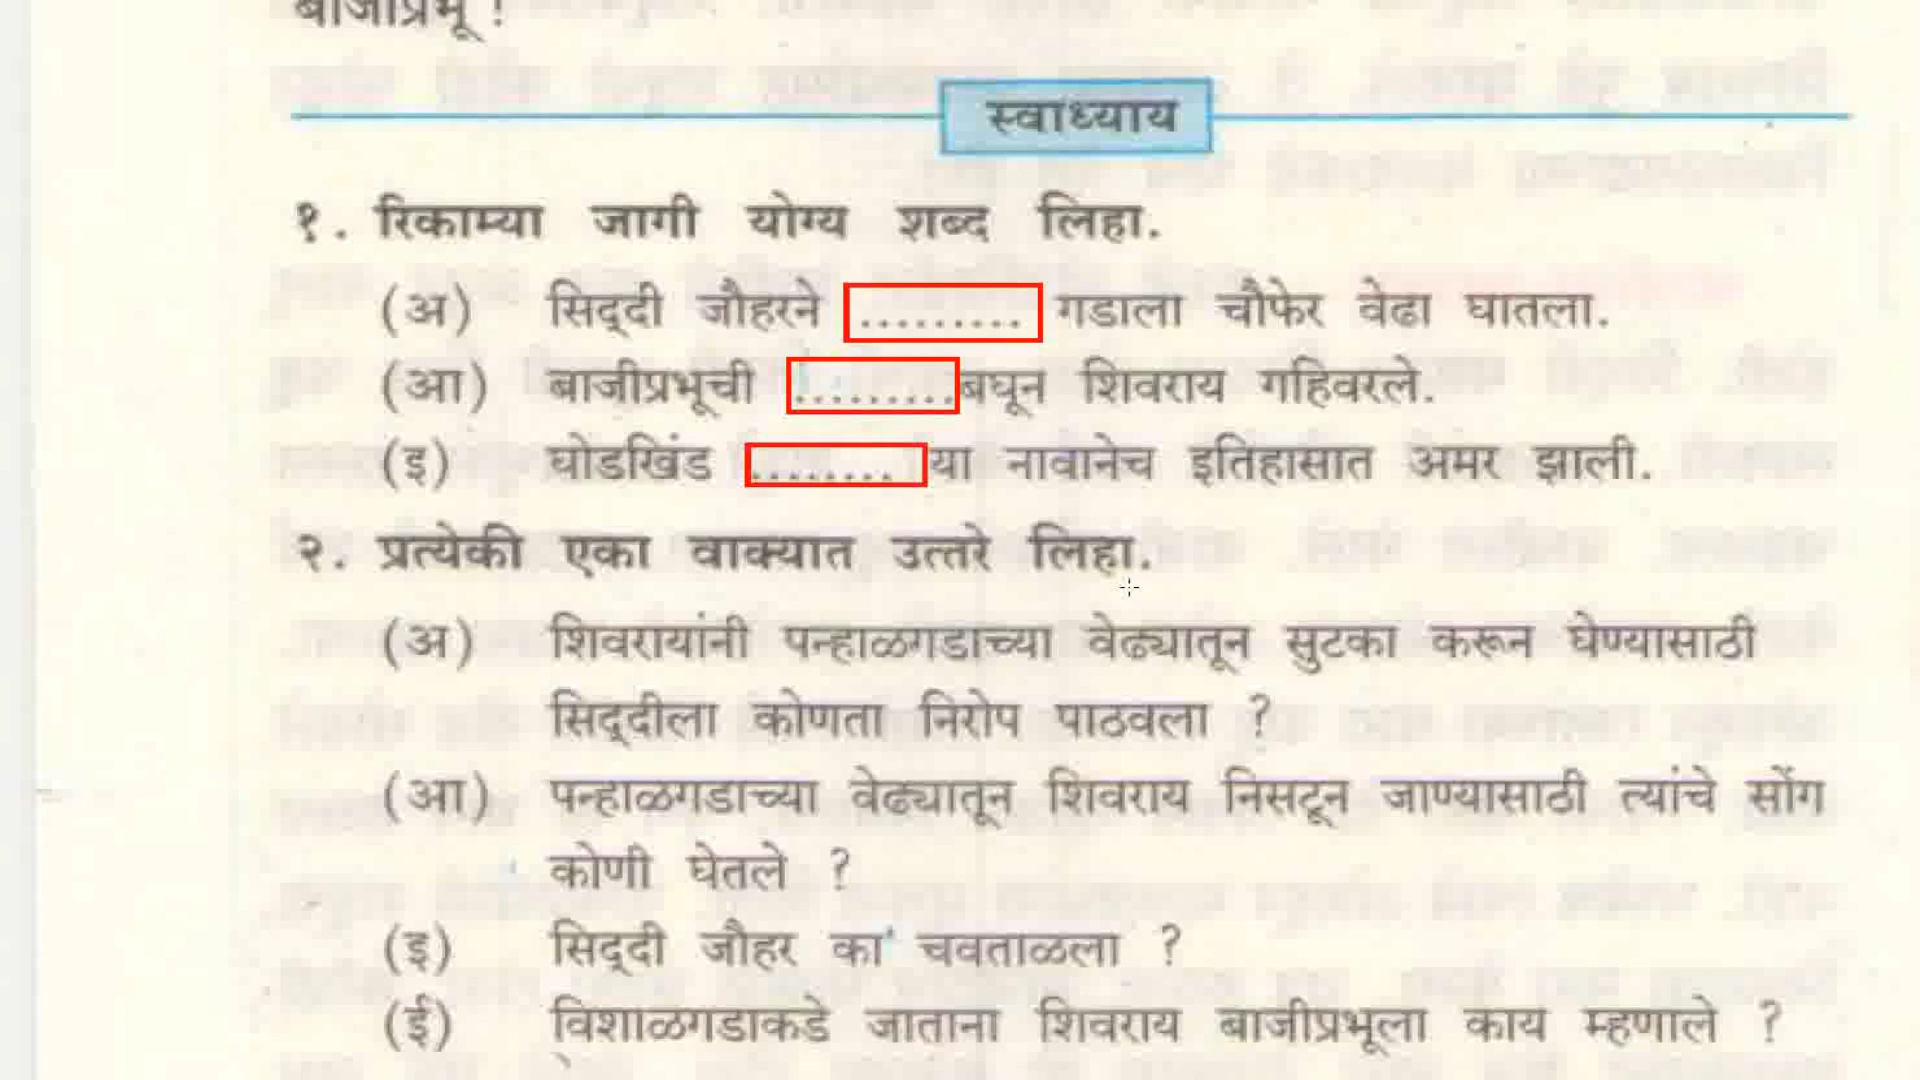 बाजीप्रभू !
स्वाध्याय
१. रिकाम्या जागी योग्य शब्द लिहा.
(अ) सिद्‌दी जौहरने ......... गडाला चौफेर वेढा घातला.
(आ) बाजीप्रभूची .........बघून शिवराय गहिवरले.
(इ) घोडखिंड ........ या नावानेच इतिहासात अमर झाली.
२. प्रत्येकी एका वाक्यात उत्तरे लिहा.
(अ) शिवरायांनी पन्हाळगडाच्या वेढ्यातून सुटका करून घेण्यासाठी
सिद्‌दीला कोणता निरोप पाठवला ?
(आ) पन्हाळगडाच्या वेढ्यातून शिवराय निसटून जाण्यासाठी त्यांचे सोंग
कोणी घेतले ?
(इ) सिद्‌दी जौहर का चवताळला ?
(ई) विशाळगडाकडे जाताना शिवराय बाजीप्रभूला काय म्हणाले ?